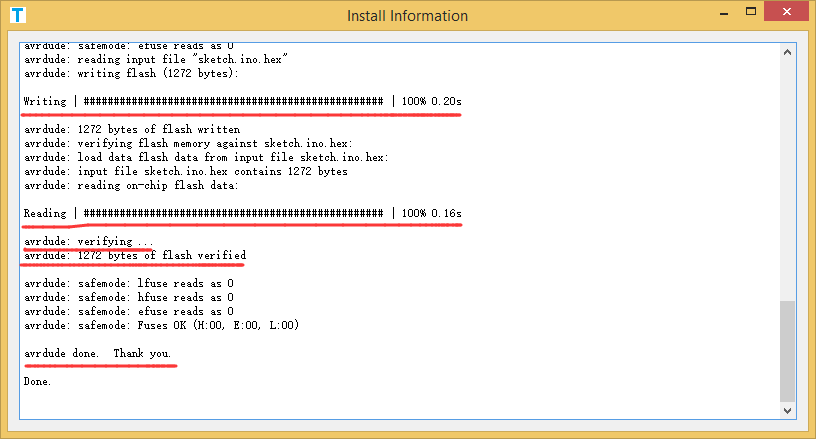 T
Install Information
avrdude: safemode: efuse reads as 0
avrdude: reading input file "sketch.ino.hex"
avrdude: writing flash (1272 bytes):
Writing | ################################################## | 100% 0.20s
avrdude: 1272 bytes of flash written
avrdude: verifying flash memory against sketch.ino.hex:
avrdude: load data flash data from input file sketch.ino.hex:
avrdude: input file sketch.ino.hex contains 1272 bytes
avrdude: reading on-chip flash data:
Reading | ################################################## | 100% 0.16s
avrdude: verifying ...
avrdude: 1272 bytes of flash verified
avrdude: safemode: lfuse reads as 0
avrdude: safemode: hfuse reads as 0
avrdude: safemode: efuse reads as 0
avrdude: safemode: Fuses OK (H:00, E:00, L:00)
avrdude done.  Thank you.
Done.